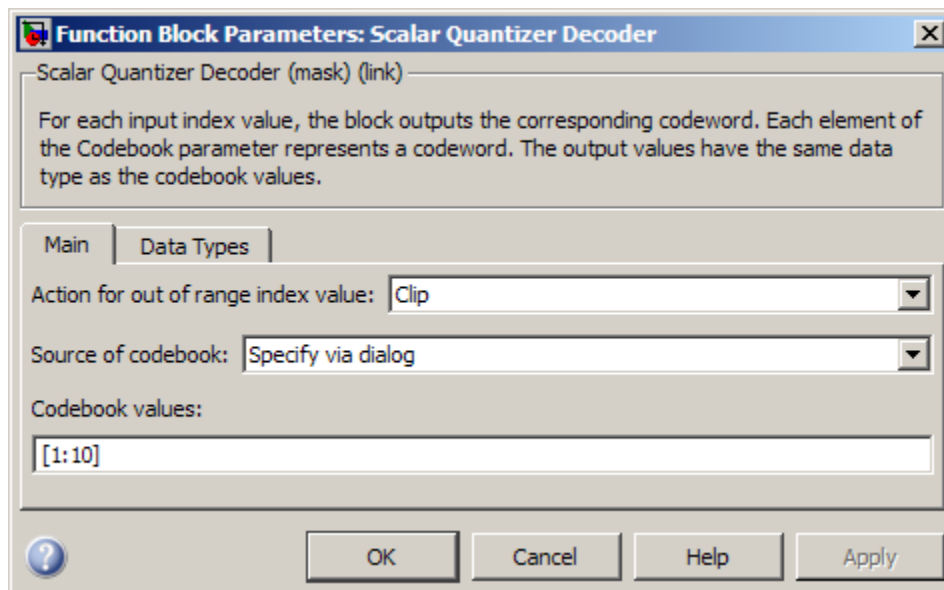 Function Block Parameters: Scalar Quantizer Decoder
Scalar Quantizer Decoder (mask) (link)
For each input index value, the block outputs the corresponding codeword. Each element of
the Codebook parameter represents a codeword. The output values have the same data
type as the codebook values.
Main Data Types
Action for out of range index value: Clip
Source of codebook: Specify via dialog
Codebook values:
[1:10]
OK Cancel Help Apply